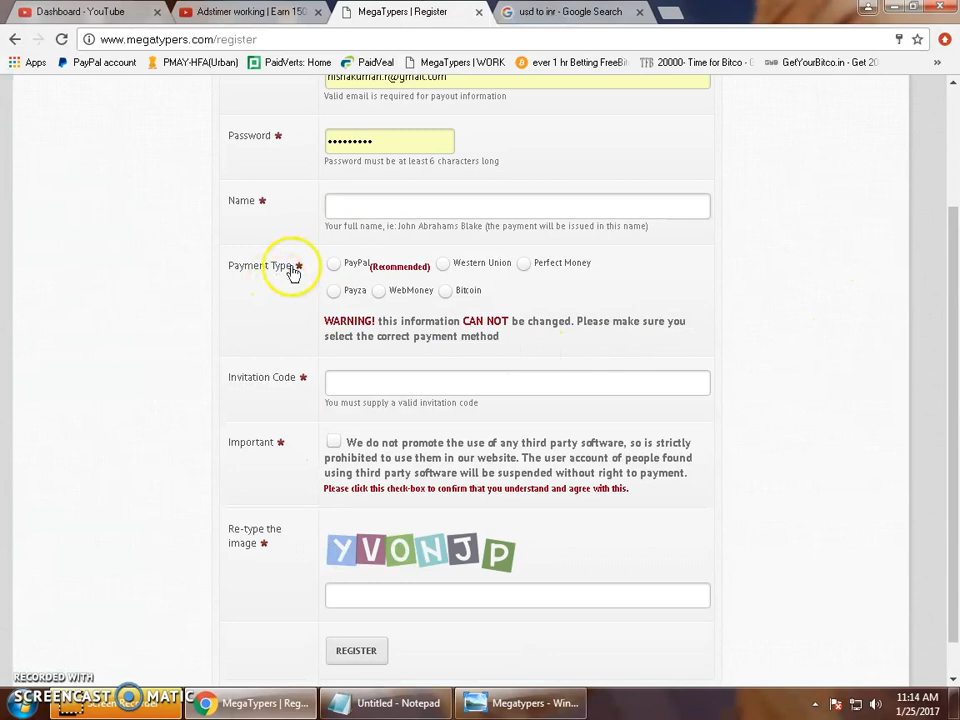 Dashboard - YouTube
Adstimer working | Earn 150
MegaTypers | Register
usd to inr - Google Search
www.megatypers.com/register
Apps
PayPal account
PMAY-HFA(Urban)
PaidVerts: Home
PaidVeal
MegaTypers | WORK
ever 1 hr Betting FreeBit
TFB 20000- Time for Bitco
GetYourBitco.in - Get 20
Valid email is required for payout information
Password *
•••••••••
Password must be at least 6 characters long
Name *
Your full name, ie: John Abrahams Blake (the payment will be issued in this name)
Payment Type *
PayPal (Recommended) Western Union Perfect Money
Payza WebMoney Bitcoin
WARNING! this information CAN NOT be changed. Please make sure you
select the correct payment method
Invitation Code *
You must supply a valid invitation code
Important *
We do not promote the use of any third party software, so is strictly
prohibited to use them in our website. The user account of people found
using third party software will be suspended without right to payment.
Please click this check-box to confirm that you understand and agree with this.
Re-type the
image *
YVONJP
REGISTER
RECORDED WITH
SCREENCAST MATIC
Screen Recorder
MegaTypers | Reg...
Untitled - Notepad
Megatypers - Win...
11:14 AM
1/25/2017